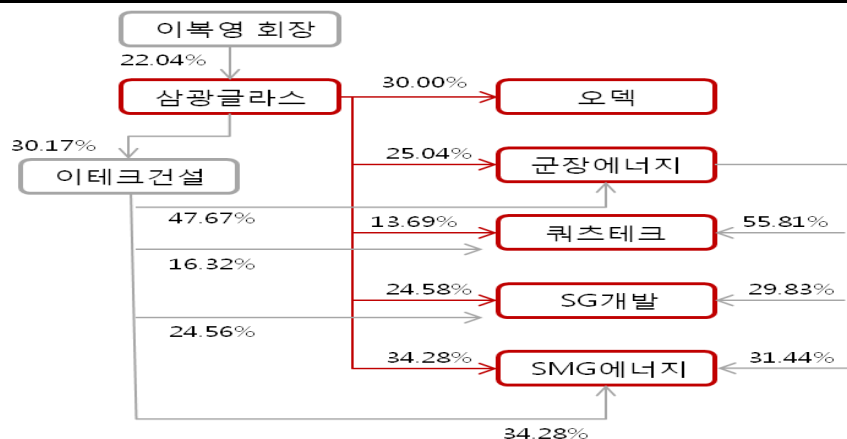 이복영 회장
22.04%
삼광글라스
30.00%
오덱
30.17%
이테크건설
25.04%
군장에너지
47.67%
13.69%
쿼츠테크
55.81%
16.32%
24.58%
SG개발
29.83%
24.56%
34.28%
SMG에너지
31.44%
34.28%